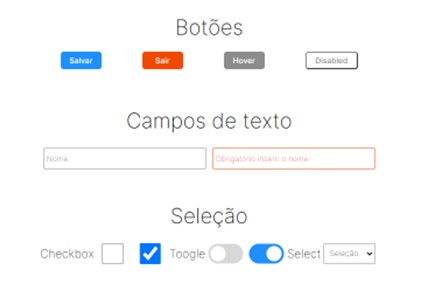 Botões
Salvar Sair Hover Disabled
Campos de texto
Nome Obrigatório inserir o nome
Seleção
Checkbox Toogle Select Seleção